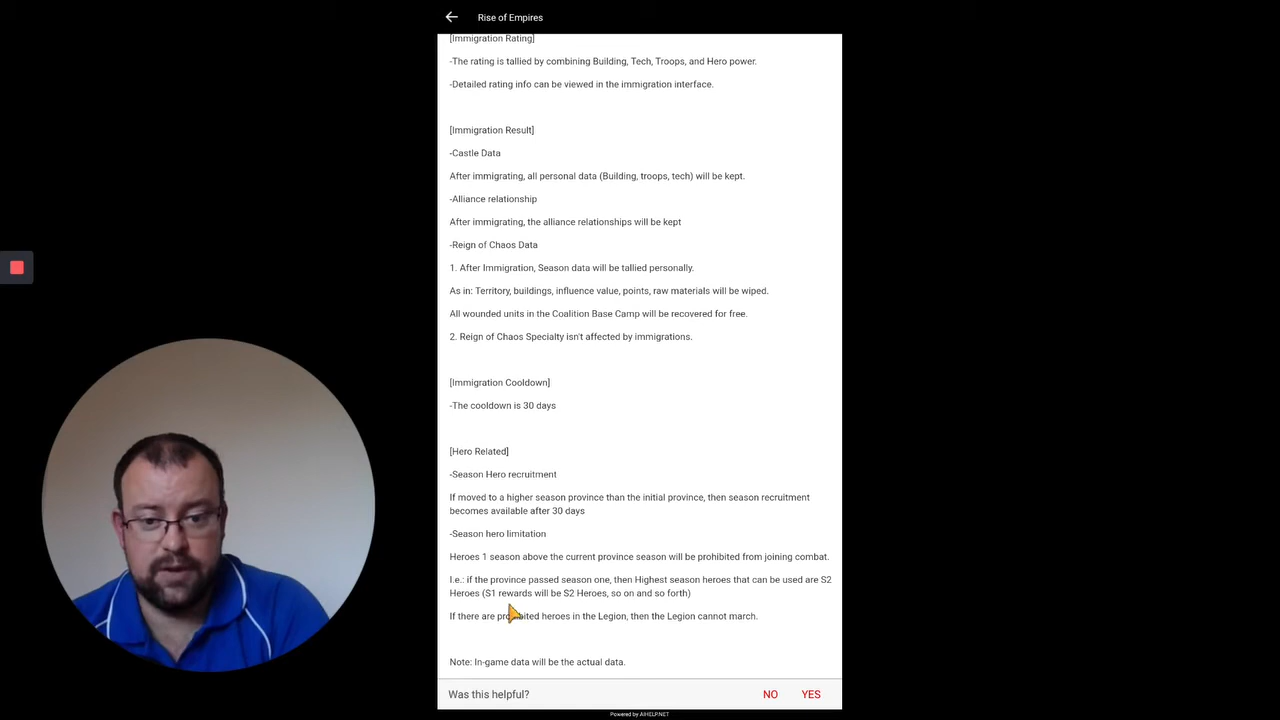 Rise of Empires
[Immigration Rating]
-The rating is tallied by combining Building, Tech, Troops, and Hero power.
-Detailed rating info can be viewed in the immigration interface.
[Immigration Result]
-Castle Data
After immigrating, all personal data (Building, troops, tech) will be kept.
-Alliance relationship
After immigrating, the alliance relationships will be kept
-Reign of Chaos Data
1. After Immigration, Season data will be tallied personally.
As in: Territory, buildings, influence value, points, raw materials will be wiped.
All wounded units in the Coalition Base Camp will be recovered for free.
2. Reign of Chaos Specialty isn't affected by immigrations.
[Immigration Cooldown]
-The cooldown is 30 days
[Hero Related]
-Season Hero recruitment
If moved to a higher season province than the initial province, then season recruitment
becomes available after 30 days
-Season hero limitation
Heroes 1 season above the current province season will be prohibited from joining combat.
I.e.: if the province passed season one, then Highest season heroes that can be used are S2
Heroes (S1 rewards will be S2 Heroes, so on and so forth)
If there are prohibited heroes in the Legion, then the Legion cannot march.
Note: In-game data will be the actual data.
Was this helpful?
NO
YES
Powered by AIHELP.NET